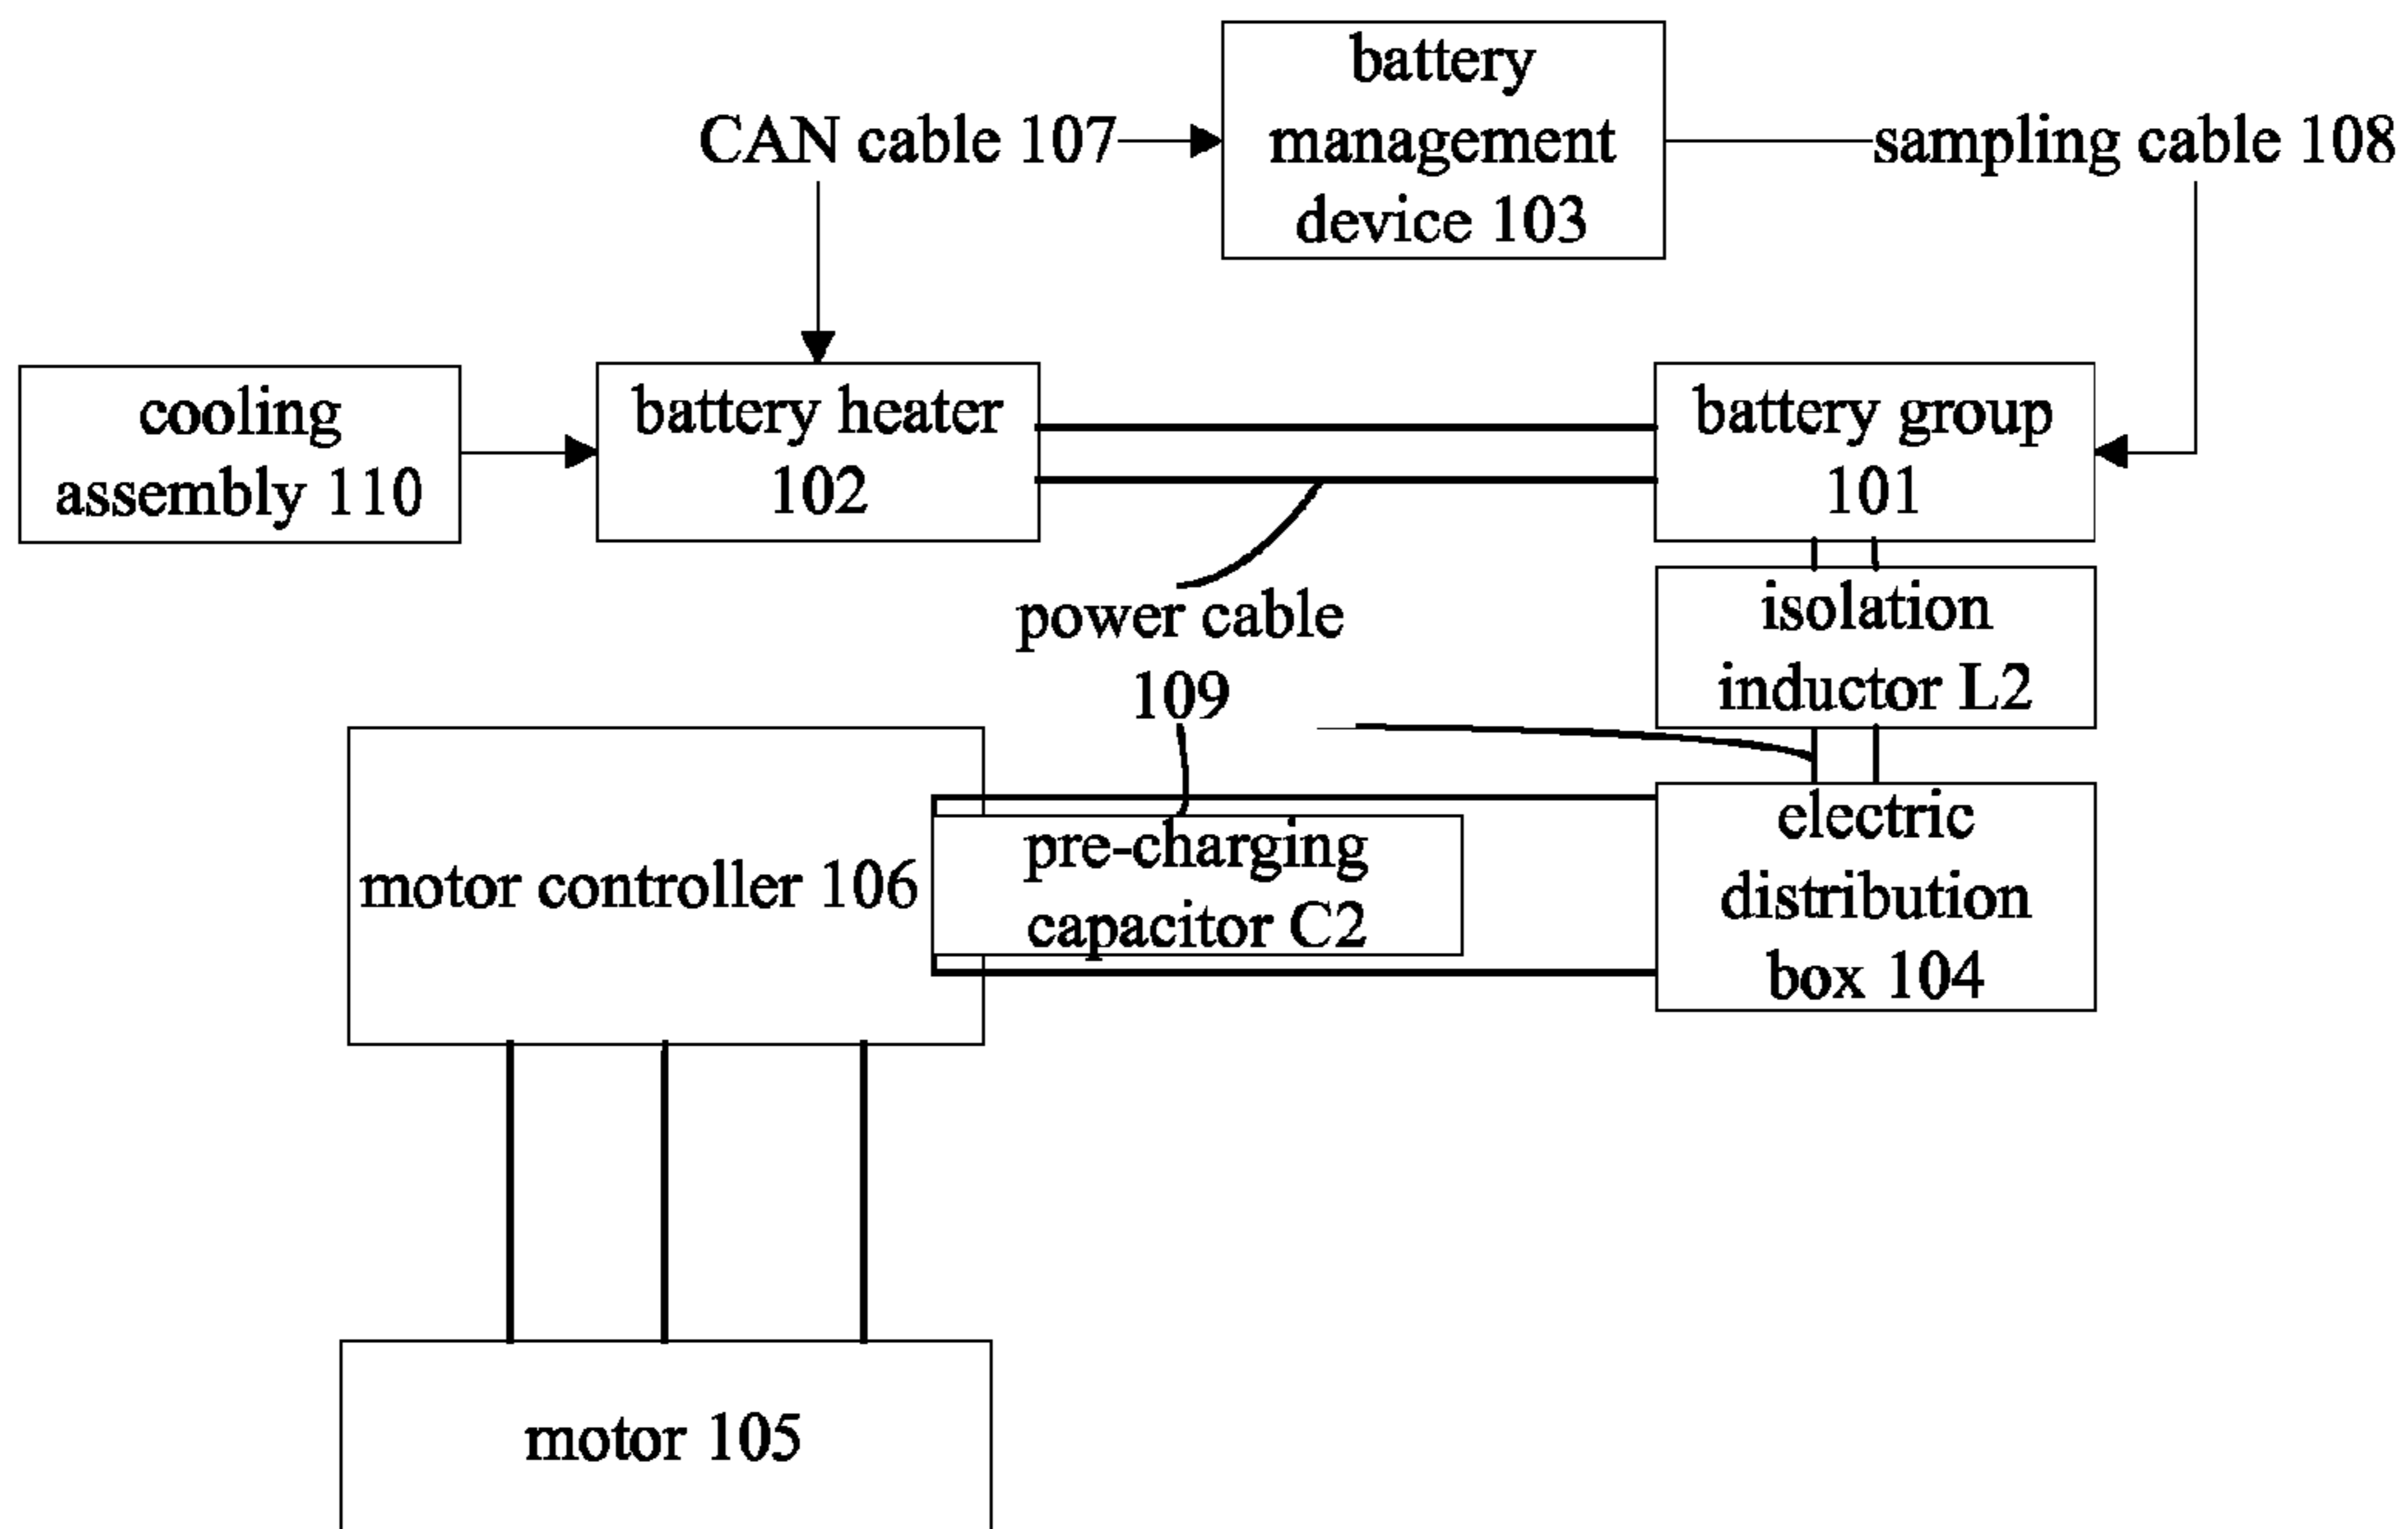 battery
management
device 103
CAN cable 107
sampling cable 108
cooling
assembly 110
battery heater
102
battery group
101
power cable
109
isolation
inductor L2
motor controller 106
pre-charging
capacitor C2
electric
distribution
box 104
motor 105